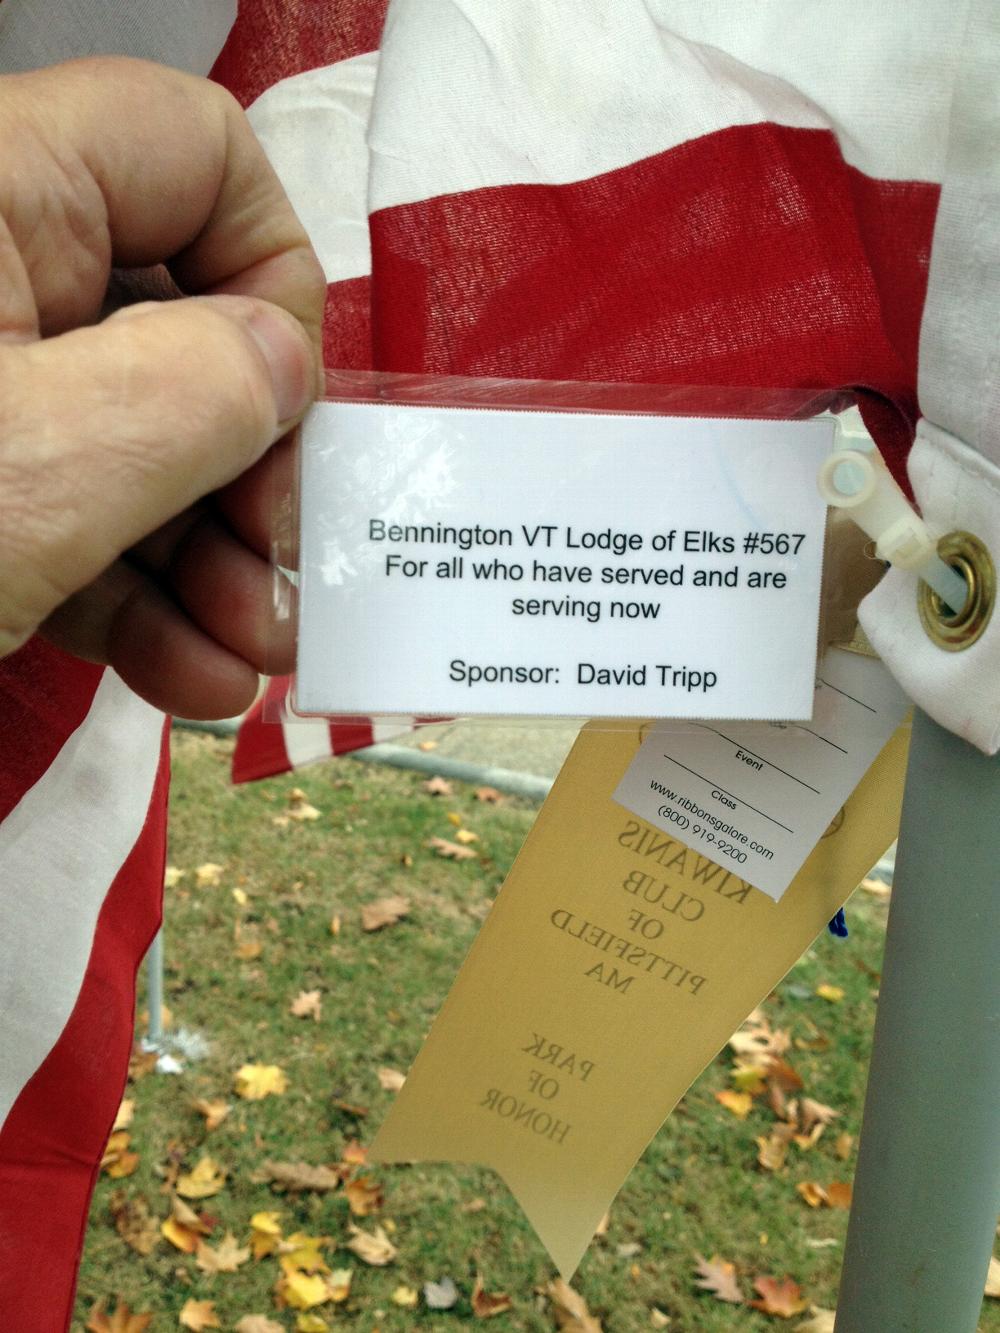 Bennington VT Lodge of Elks #567
For all who have served and are
serving now
Sponsor: David Tripp
Event
Class
www.ribbonsgalore.com
(800) 919-9200
KIWANIS
CLUB
OF
PITTSFIELD
MA
PARK
OF
HONOR